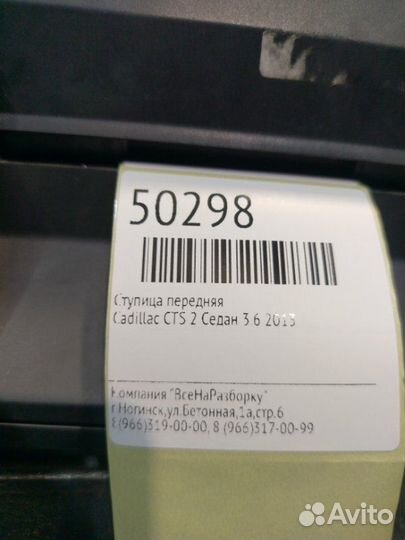 50298
Ступица передняя
Cadillac CTS 2 Седан 3 6 2013
Компания "ВсеНаРазборку"
г.Ногинск,ул.Бетонная,1а,стр.6
8(966)319-00-00, 8 (966)317-00-99
Avito